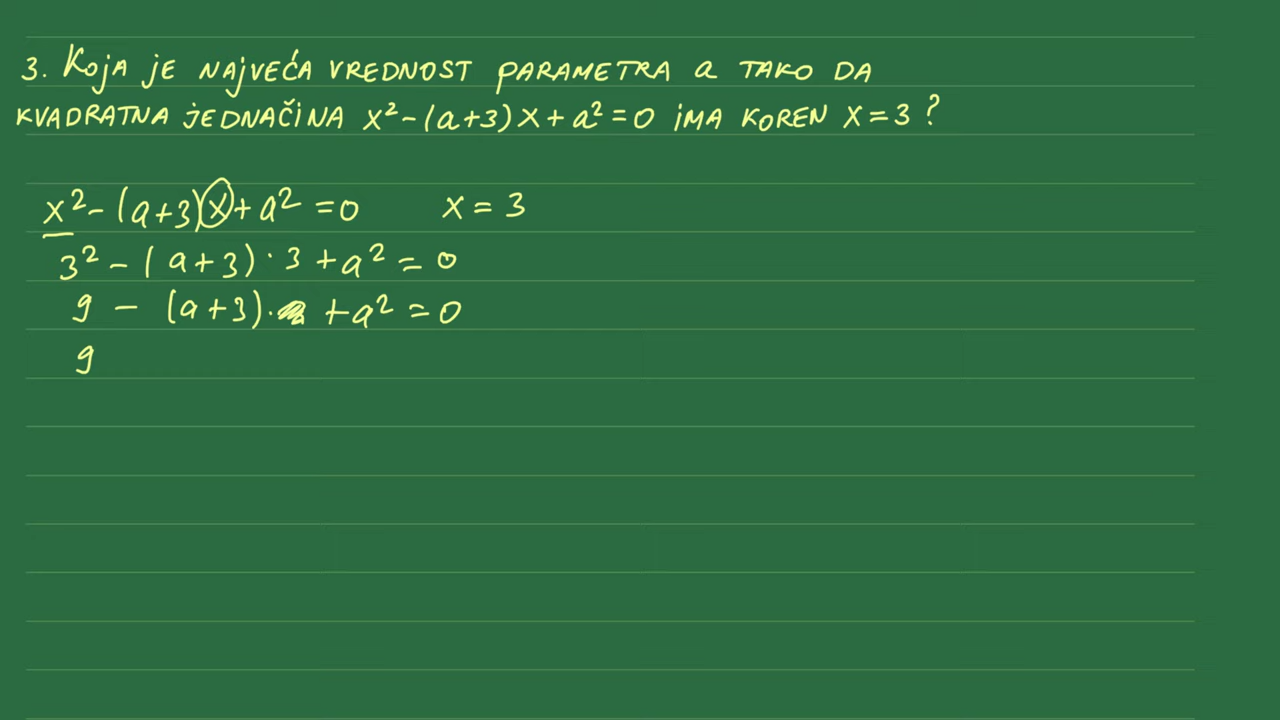 3. Koja je najveća vrednost parametra a tako da
kvadratna jednačina x² - (a+3)x + a² = 0 ima koren x = 3 ?
x² - (a+3)x + a² = 0 x = 3
3² - (a+3) · 3 + a² = 0
9 - (a+3) · + a² = 0
9